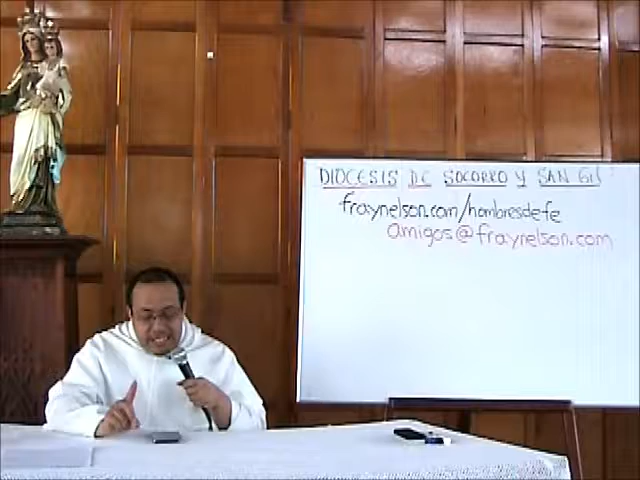 DIOCESIS DE SOCORRO Y SAN GIL
fraynelson.com/hombresdefe
amigos@fraynelson.com